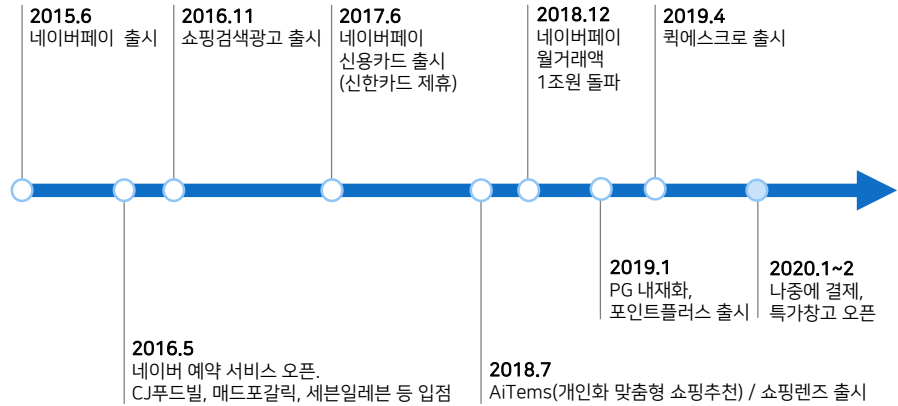 2015.6
네이버페이 출시
2016.11
쇼핑검색광고 출시
2017.6
네이버페이
신용카드 출시
(신한카드 제휴)
2018.12
네이버페이
월거래액
1조원 돌파
2019.4
퀵에스크로 출시
2019.1
PG 내재화,
포인트플러스 출시
2020.1~2
나중에 결제,
특가창고 오픈
2016.5
네이버 예약 서비스 오픈.
CJ푸드빌, 매드포갈릭, 세븐일레븐 등 입점
2018.7
AiTems(개인화 맞춤형 쇼핑추천) / 쇼핑렌즈 출시